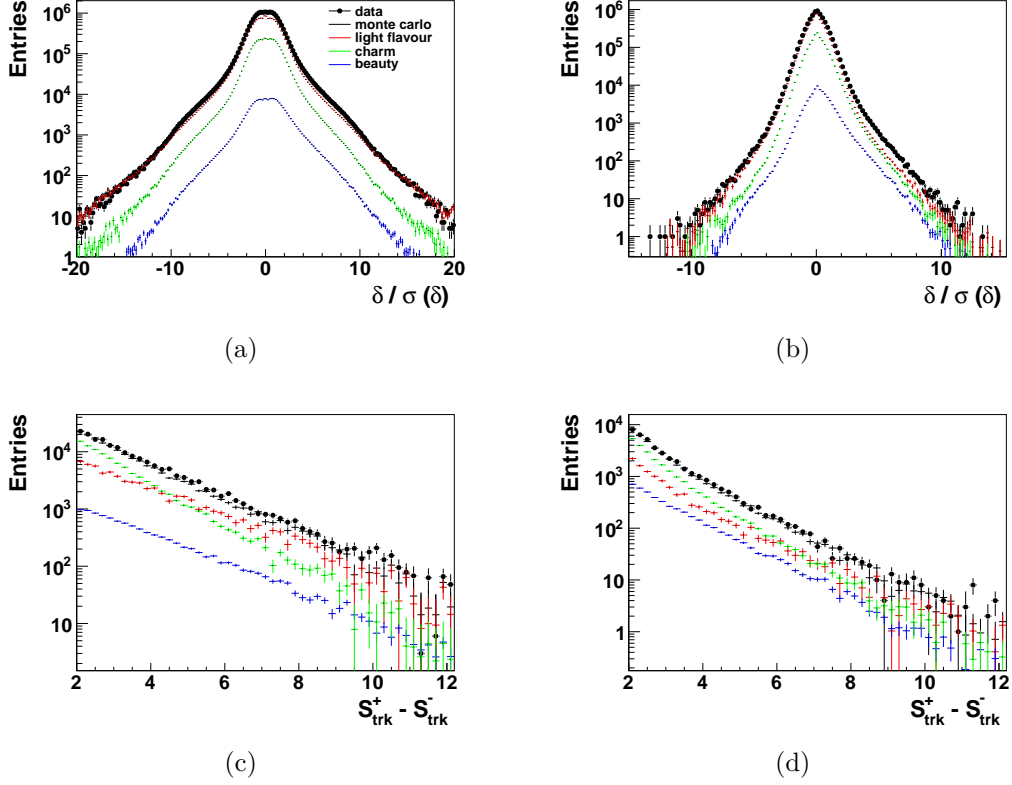 Entries
10⁶
10⁵
10⁴
10³
10²
10
1
data
monte carlo
light flavour
charm
beauty
-20 -10 0 10 20
δ / σ (δ)
(a)
Entries
10⁶
10⁵
10⁴
10³
10²
10
1
-10 0 10
δ / σ (δ)
(b)
Entries
10⁴
10³
10²
10
2 4 6 8 10 12
S⁺trk - S⁻trk
(c)
Entries
10⁴
10³
10²
10
1
2 4 6 8 10 12
S⁺trk - S⁻trk
(d)